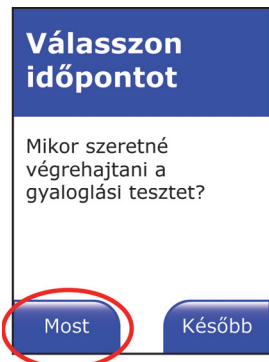 Válasszon
időpontot
Mikor szeretné
végrehajtani a
gyaloglási tesztet?
Most
Később